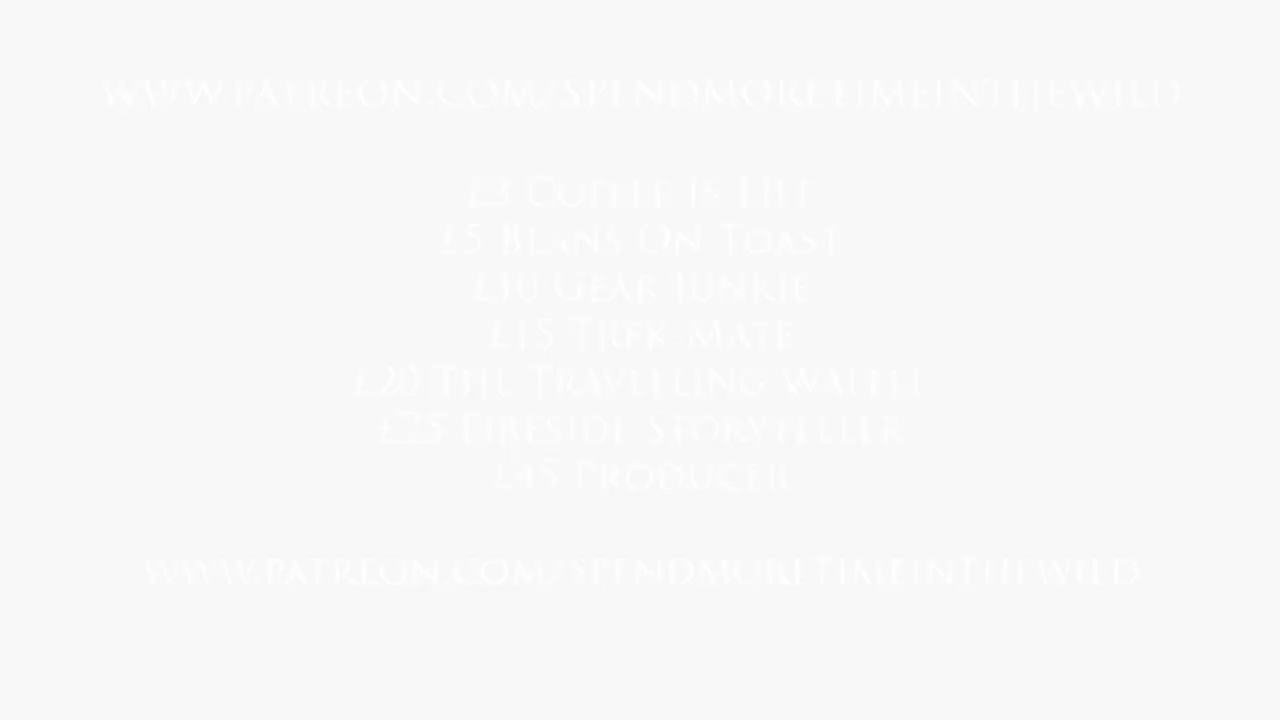 WWW.PATREON.COM/SPENDMORETIMEINTHEWILD
£3 COFFEE IS LIFE
£5 BEANS ON TOAST
£10 GEAR JUNKIE
£15 TREK MATE
£20 THE TRAVELLING
£25 FIRESIDE STORYTELLER
£45 PRODUCER
WWW.PATREON.COM/SPENDMORETIMEINTHEWILD